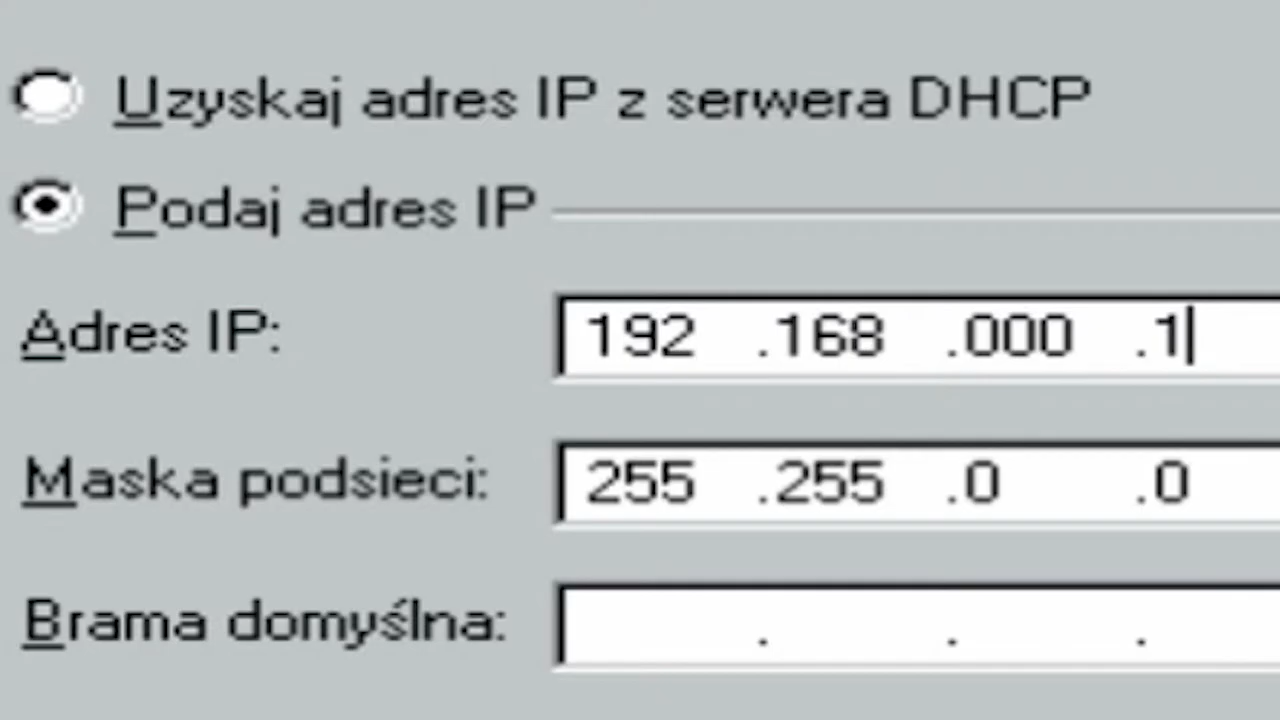 Uzyskaj adres IP z serwera DHCP
Podaj adres IP
Adres IP: 192 .168 .000 .1
Maska podsieci: 255 .255 .0 .0
Brama domyślna: . . .